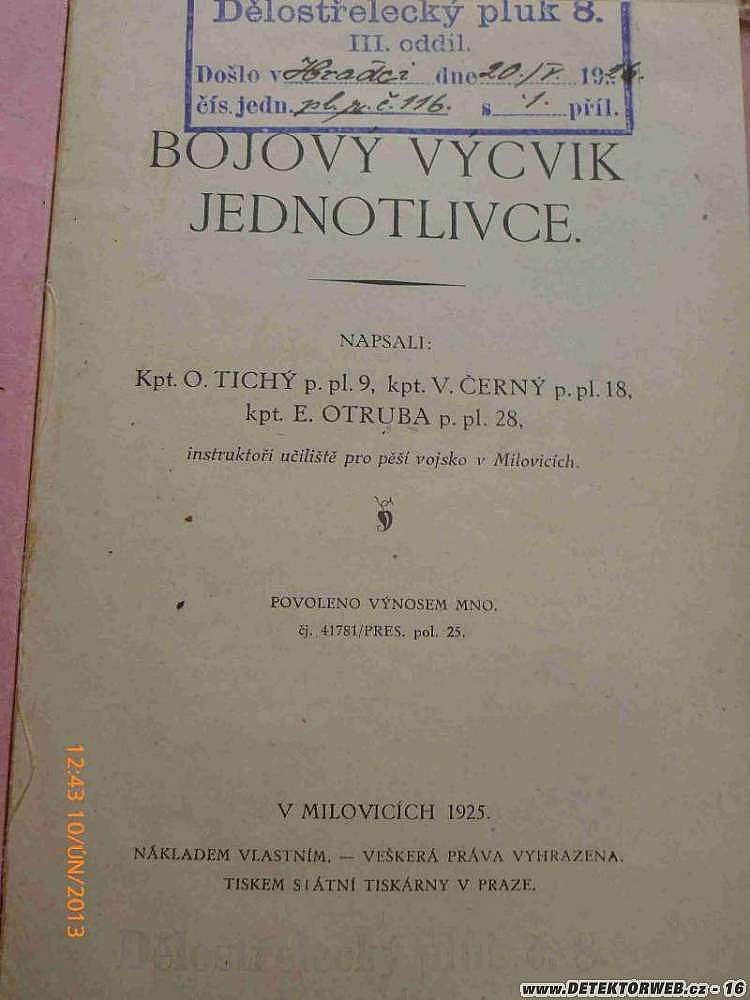 Dělostřelecký pluk 8.
III. oddíl.
Došlo v Hradci dne 20./V. 1926.
čís. jedn. pl. p. č. 116. s 1. příl.
BOJOVÝ VÝCVIK
JEDNOTLIVCE.
NAPSALI:
Kpt. O. TICHÝ p. pl. 9, kpt. V. ČERNÝ p. pl. 18,
kpt. E. OTRUBA p. pl. 28,
instruktoři učiliště pro pěší vojsko v Milovicích.
POVOLENO VÝNOSEM MNO.
čj. 41781/PRES. pol. 25.
V MILOVICÍCH 1925.
NÁKLADEM VLASTNÍM. — VEŠKERÁ PRÁVA VYHRAZENA.
TISKEM STÁTNÍ TISKÁRNY V PRAZE.
12:43 10/ÚN/2013
www.DETEKTORWEB.cz - 16